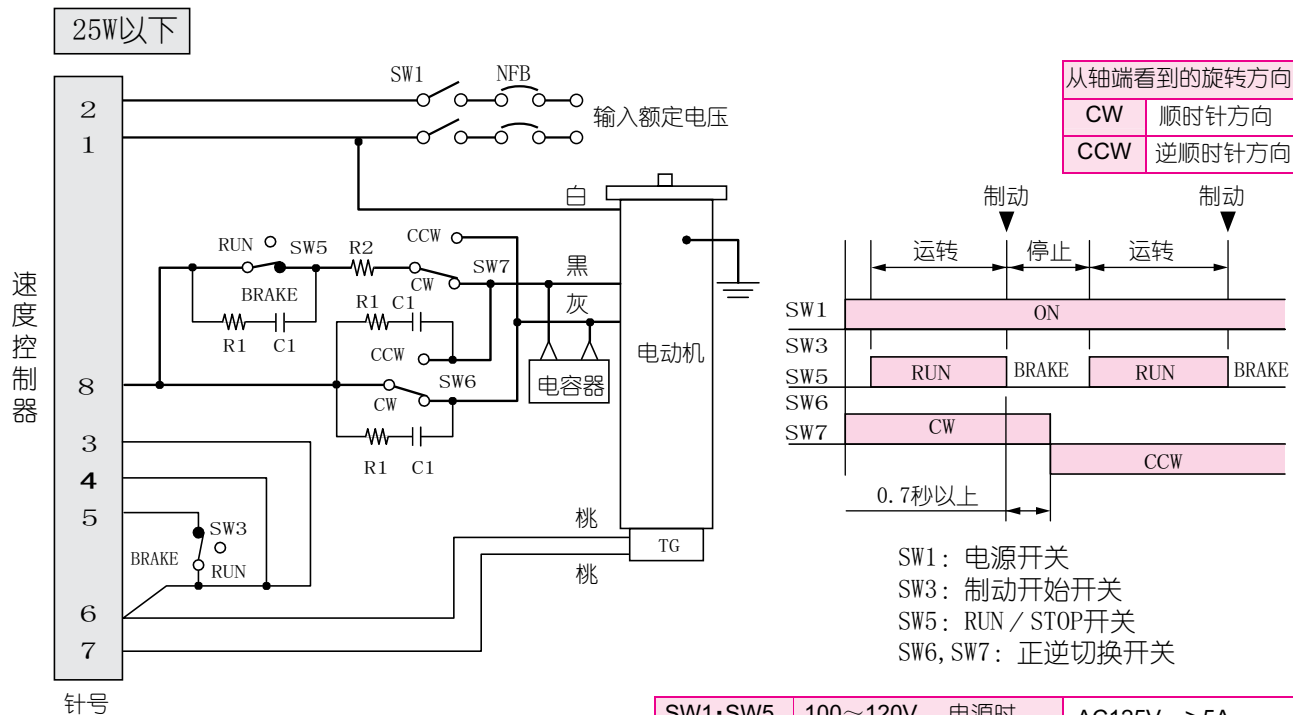 25W以下
2
1
8
3
4
5
6
7
速度控制器
针号
SW1
NFB
输入额定电压
白
CCW
RUN
SW5
R2
SW7
CW
BRAKE
R1
C1
R1
C1
CCW
SW6
CW
R1
C1
黑
灰
电容器
电动机
SW3
BRAKE
RUN
桃
TG
桃
从轴端看到的旋转方向
CW 顺时针方向
CCW 逆顺时针方向
制动
制动
运转
停止
运转
SW1
ON
SW3
SW5
RUN
BRAKE
RUN
BRAKE
SW6
SW7
CW
CCW
0.7秒以上
SW1: 电源开关
SW3: 制动开始开关
SW5: RUN/STOP开关
SW6,SW7: 正逆切换开关